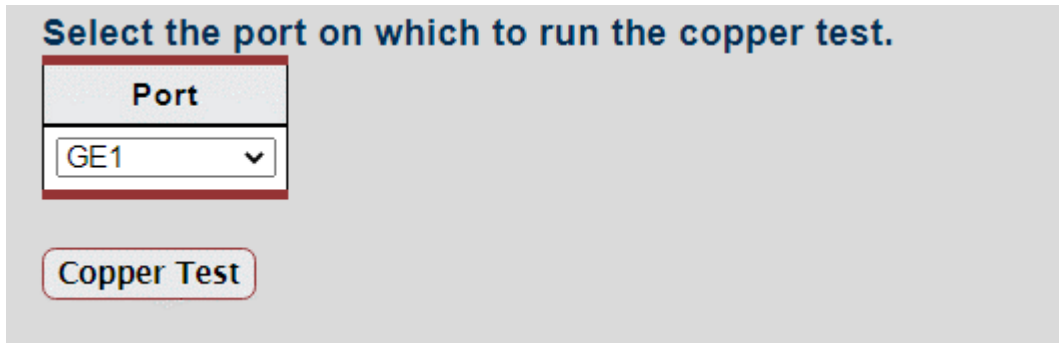 Select the port on which to run the copper test.
Port
GE1
Copper Test